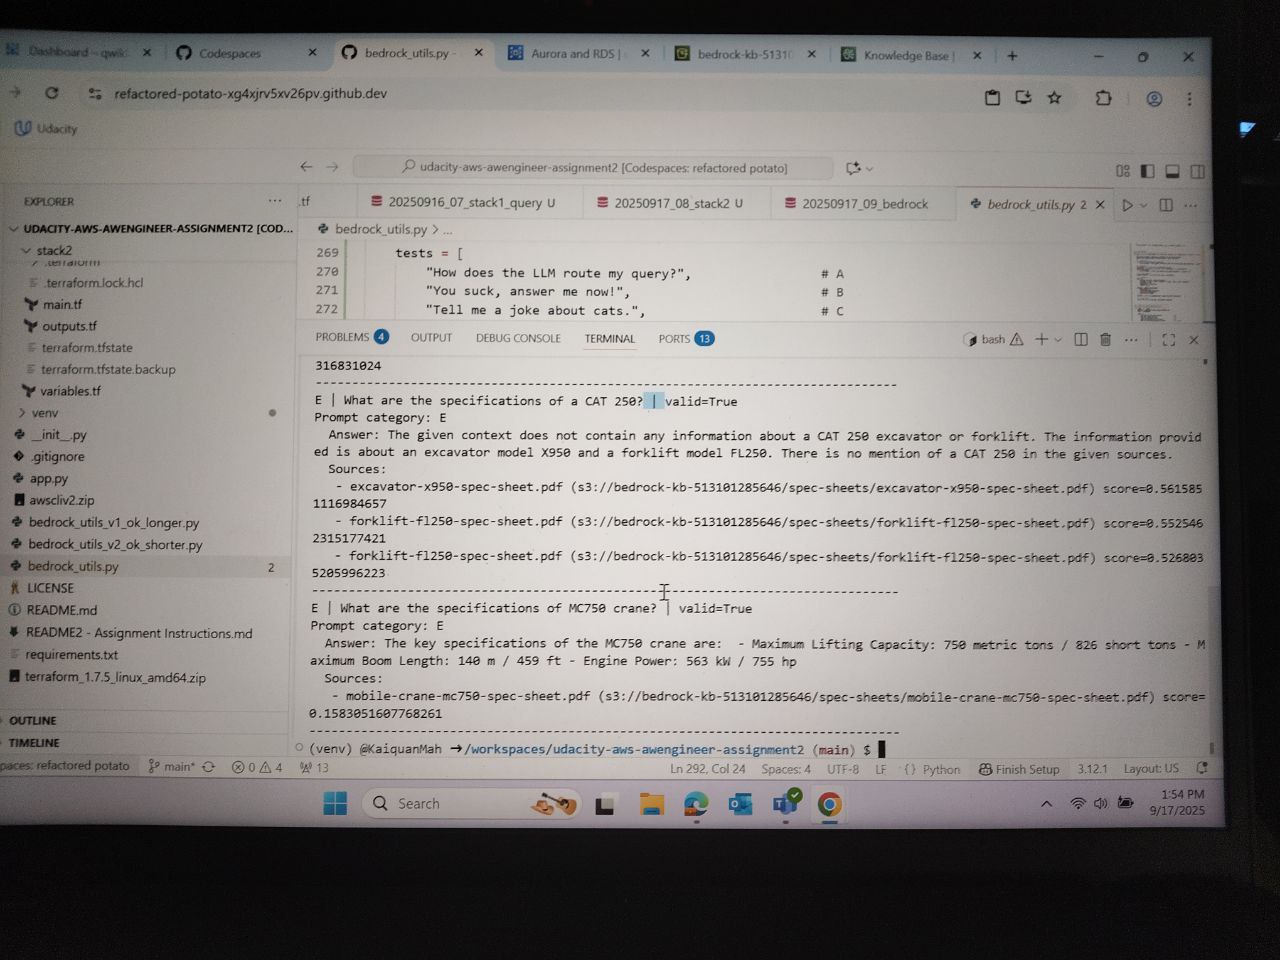 Dashboard - qwik
Codespaces
bedrock_utils.py -
Aurora and RDS |
bedrock-kb-51310
Knowledge Base |
refactored-potato-xg4xjrv5xv26pv.github.dev
Udacity
udacity-aws-awengineer-assignment2 [Codespaces: refactored potato]
EXPLORER
.tf
20250916_07_stack1_query U
20250917_08_stack2 U
20250917_09_bedrock
bedrock_utils.py 2
UDACITY-AWS-AWENGINEER-ASSIGNMENT2 [COD...
stack2
.terraform
.terraform.lock.hcl
main.tf
outputs.tf
terraform.tfstate
terraform.tfstate.backup
variables.tf
venv
__init__.py
.gitignore
app.py
awscliv2.zip
bedrock_utils_v1_ok_longer.py
bedrock_utils_v2_ok_shorter.py
bedrock_utils.py 2
LICENSE
README.md
README2 - Assignment Instructions.md
requirements.txt
terraform_1.7.5_linux_amd64.zip
OUTLINE
TIMELINE
bedrock_utils.py > ...
269 tests = [
270 "How does the LLM route my query?", # A
271 "You suck, answer me now!", # B
272 "Tell me a joke about cats.", # C
PROBLEMS 4 OUTPUT DEBUG CONSOLE TERMINAL PORTS 13
bash
316831024
--------------------------------------------------------------------------------
E | What are the specifications of a CAT 250? | valid=True
Prompt category: E
Answer: The given context does not contain any information about a CAT 250 excavator or forklift. The information provid
ed is about an excavator model X950 and a forklift model FL250. There is no mention of a CAT 250 in the given sources.
Sources:
- excavator-x950-spec-sheet.pdf (s3://bedrock-kb-513101285646/spec-sheets/excavator-x950-spec-sheet.pdf) score=0.561585
1116984657
- forklift-fl250-spec-sheet.pdf (s3://bedrock-kb-513101285646/spec-sheets/forklift-fl250-spec-sheet.pdf) score=0.552546
2315177421
- forklift-fl250-spec-sheet.pdf (s3://bedrock-kb-513101285646/spec-sheets/forklift-fl250-spec-sheet.pdf) score=0.526803
5205996223
--------------------------------------------------------------------------------
E | What are the specifications of MC750 crane? | valid=True
Prompt category: E
Answer: The key specifications of the MC750 crane are: - Maximum Lifting Capacity: 750 metric tons / 826 short tons - M
aximum Boom Length: 140 m / 459 ft - Engine Power: 563 kW / 755 hp
Sources:
- mobile-crane-mc750-spec-sheet.pdf (s3://bedrock-kb-513101285646/spec-sheets/mobile-crane-mc750-spec-sheet.pdf) score=
0.1583051607768261
--------------------------------------------------------------------------------
(venv) @KaiquanMah →/workspaces/udacity-aws-awengineer-assignment2 (main) $
paces: refactored potato main* 0 4 13
Ln 292, Col 24 Spaces: 4 UTF-8 LF {} Python Finish Setup 3.12.1 Layout: US
Search
1:54 PM
9/17/2025